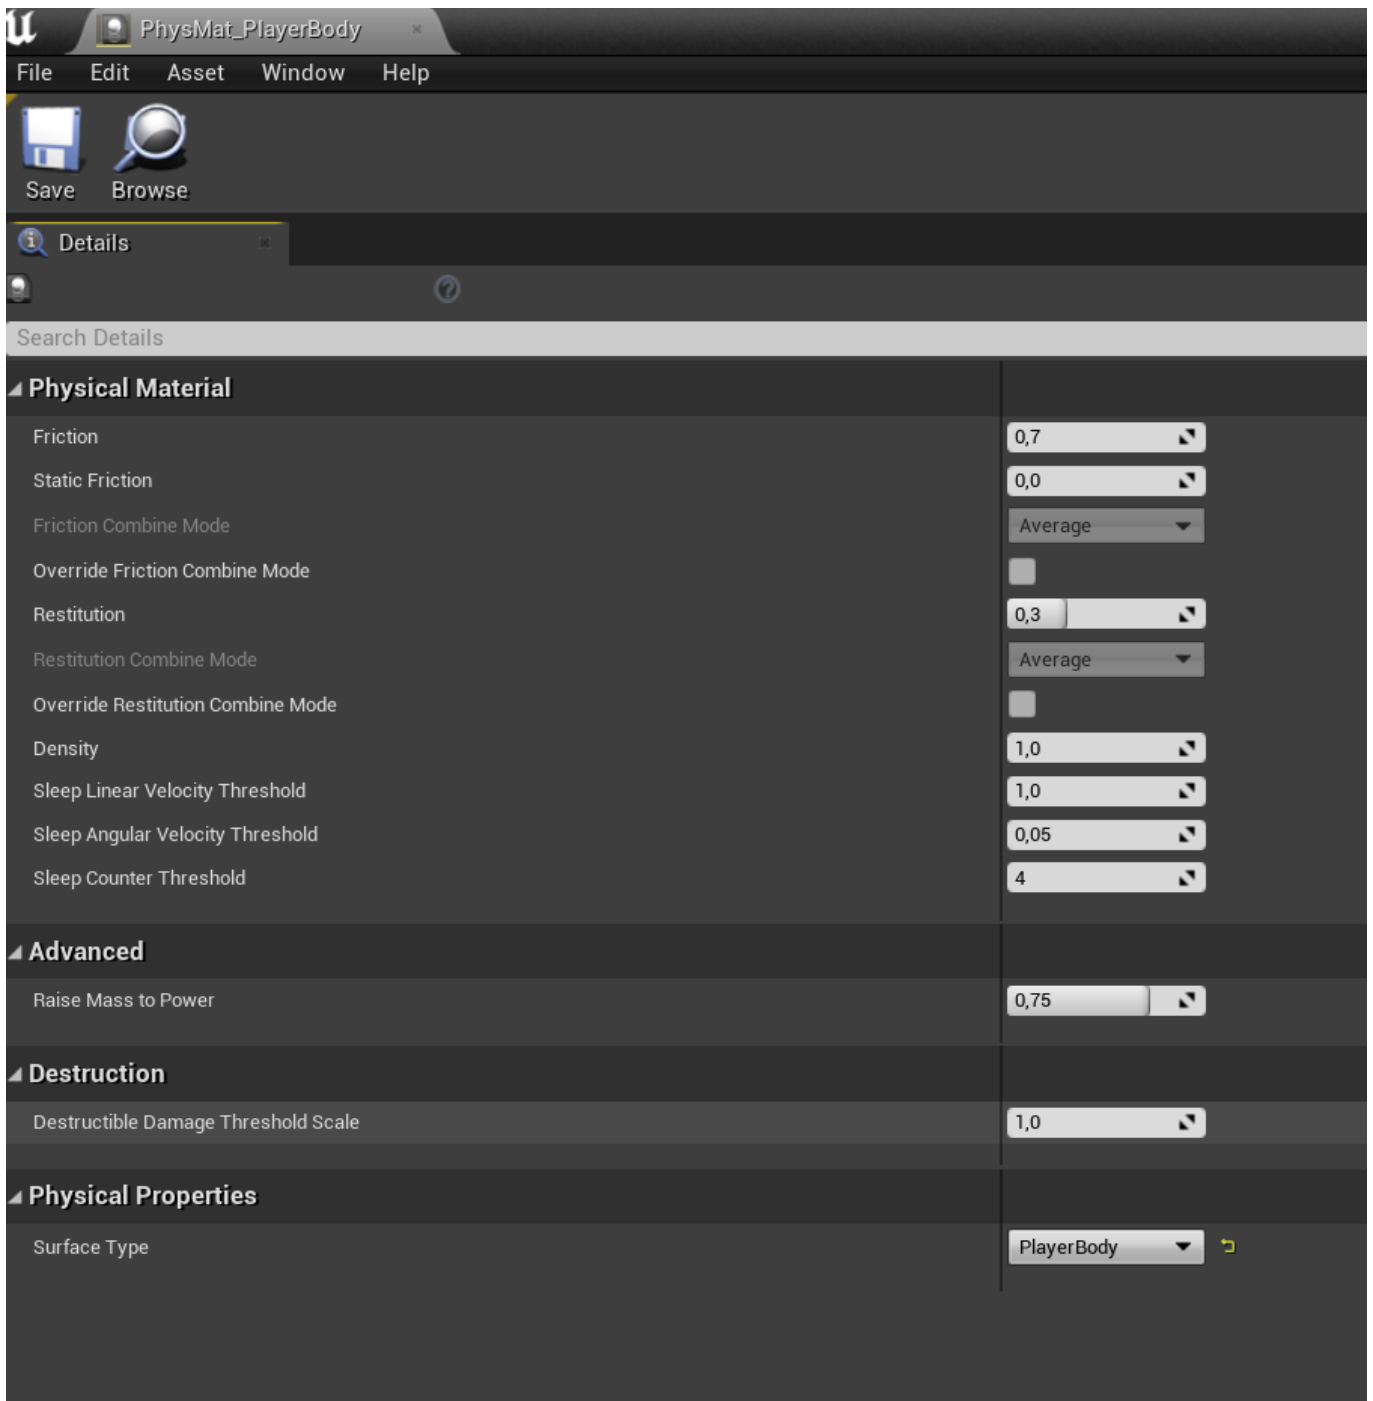 PhysMat_PlayerBody
File Edit Asset Window Help
Save Browse
Details
Search Details
Physical Material
Friction 0,7
Static Friction 0,0
Friction Combine Mode Average
Override Friction Combine Mode
Restitution 0,3
Restitution Combine Mode Average
Override Restitution Combine Mode
Density 1,0
Sleep Linear Velocity Threshold 1,0
Sleep Angular Velocity Threshold 0,05
Sleep Counter Threshold 4
Advanced
Raise Mass to Power 0,75
Destruction
Destructible Damage Threshold Scale 1,0
Physical Properties
Surface Type PlayerBody